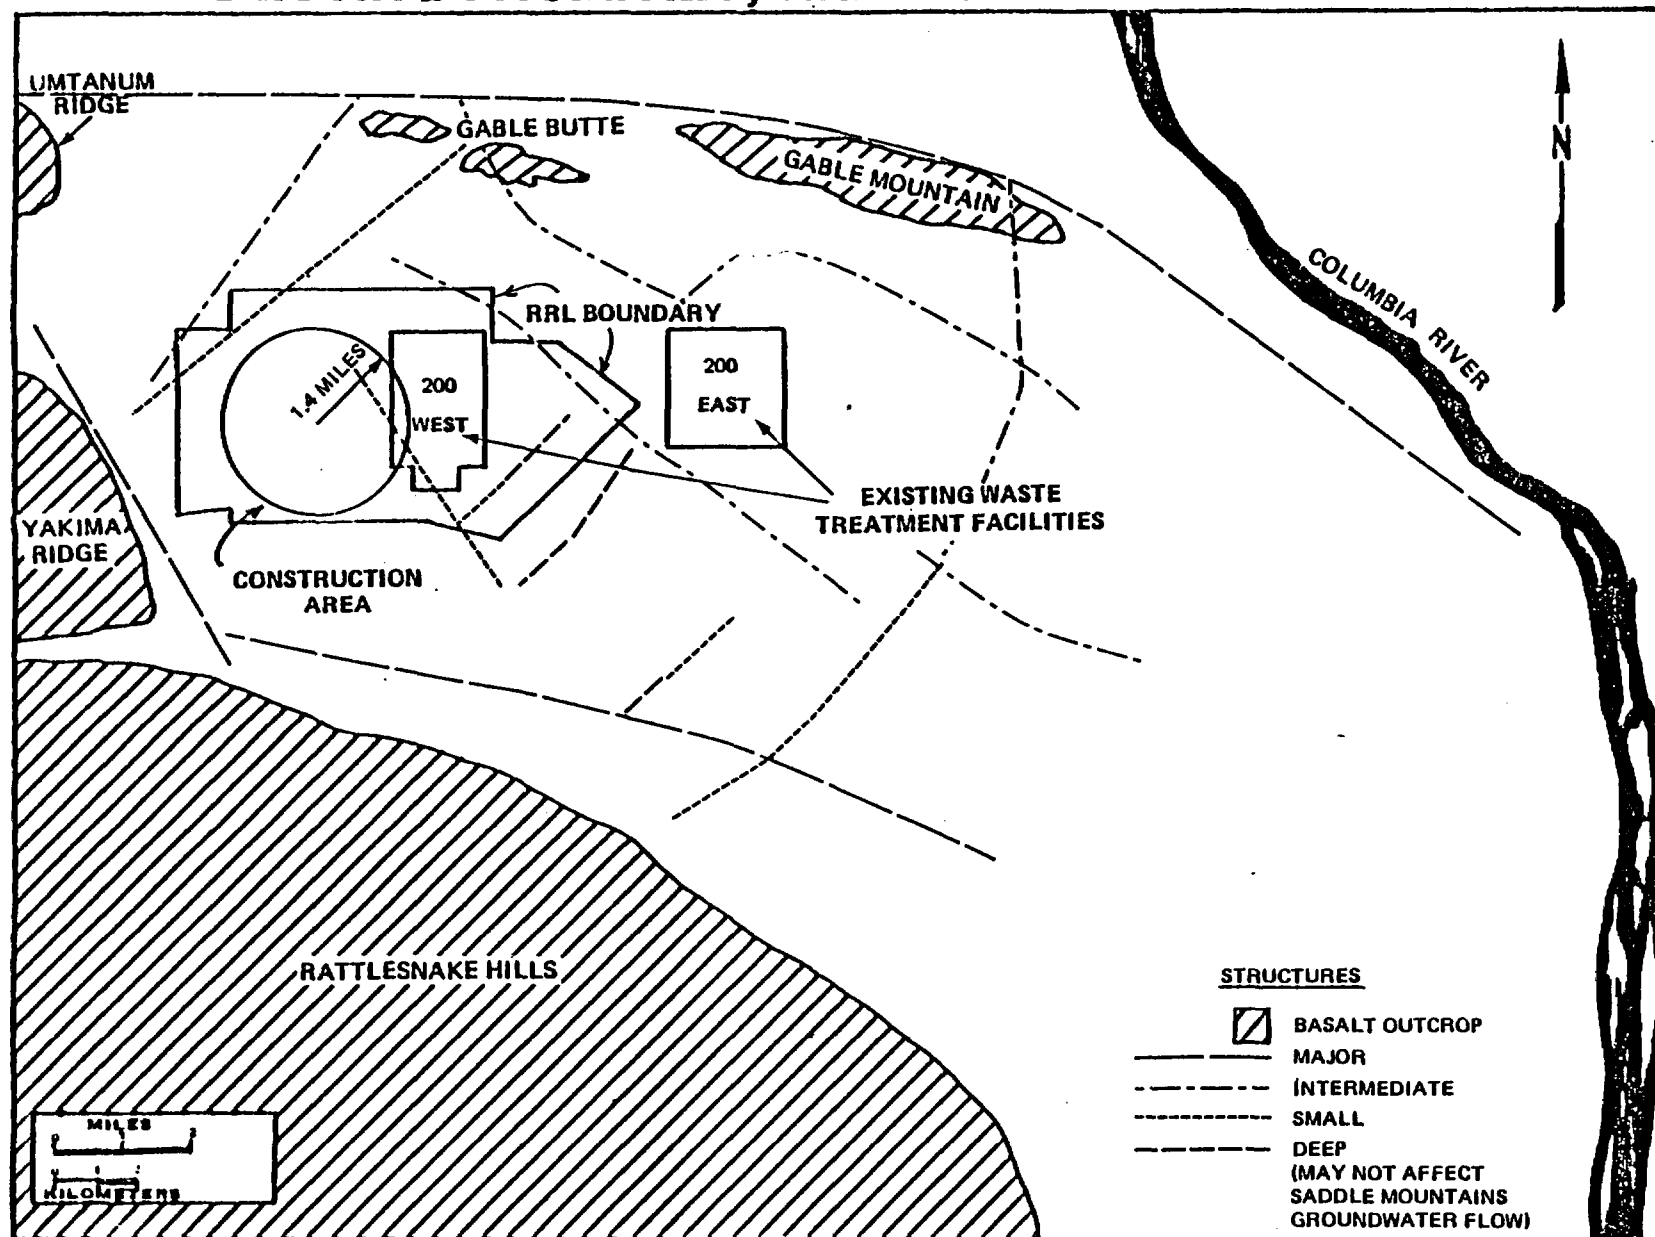 UMTANUM
RIDGE
GABLE BUTTE
GABLE MOUNTAIN
N
COLUMBIA RIVER
RRL BOUNDARY
1.4 MILES
200
WEST
200
EAST
EXISTING WASTE
TREATMENT FACILITIES
YAKIMA
RIDGE
CONSTRUCTION
AREA
RATTLESNAKE HILLS
STRUCTURES
BASALT OUTCROP
MAJOR
INTERMEDIATE
SMALL
DEEP
(MAY NOT AFFECT
SADDLE MOUNTAINS
GROUNDWATER FLOW)
MILES
KILOMETERS